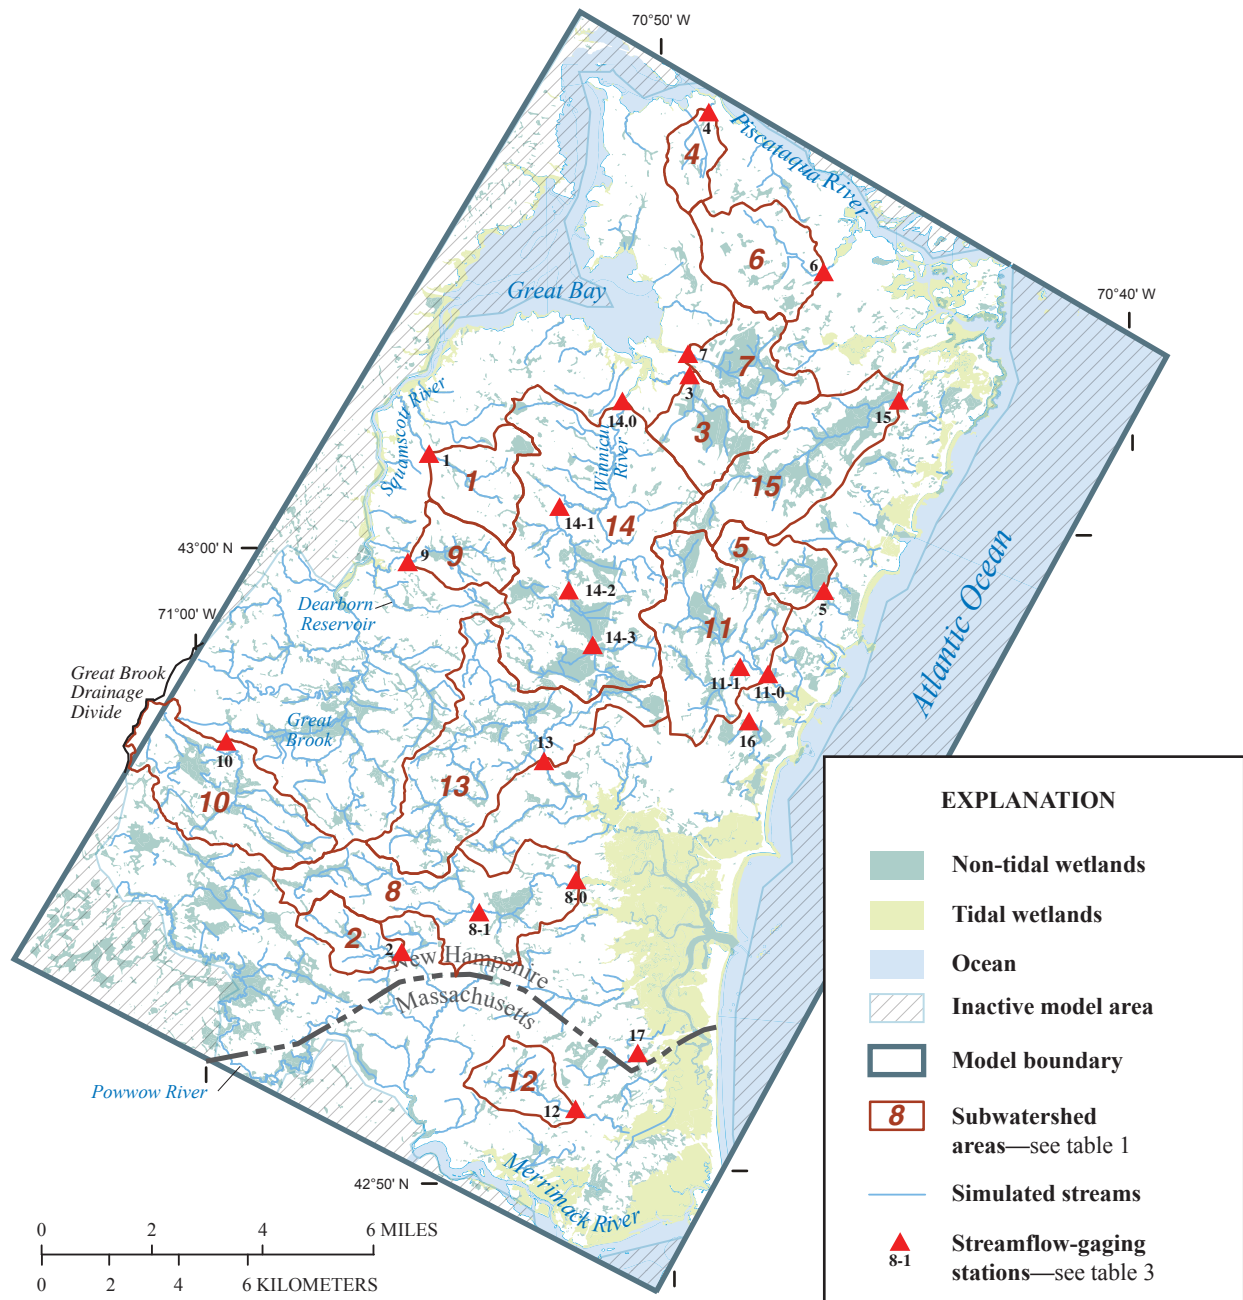 70°50' W
4
Piscataqua River
4
6
6
Great Bay
70°40' W
7
7
3
Squamscott River
14.0
15
3
Winnicut
River
1
1
15
14-1
14
5
43°00' N
9
9
14-2
5
Dearborn
Reservoir
71°00' W
11
14-3
Atlantic Ocean
Great Brook
Drainage
Divide
11-1
11-0
Great
Brook
16
10
13
13
10
EXPLANATION
Non-tidal wetlands
Tidal wetlands
Ocean
Inactive model area
Model boundary
8
Subwatershed
areas—see table 1
Simulated streams
8-1
Streamflow-gaging
stations—see table 3
8
8-0
8-1
2
2
New Hampshire
Massachusetts
17
12
12
Powwow River
Merrimack River
42°50' N
0 2 4 6 MILES
0 2 4 6 KILOMETERS